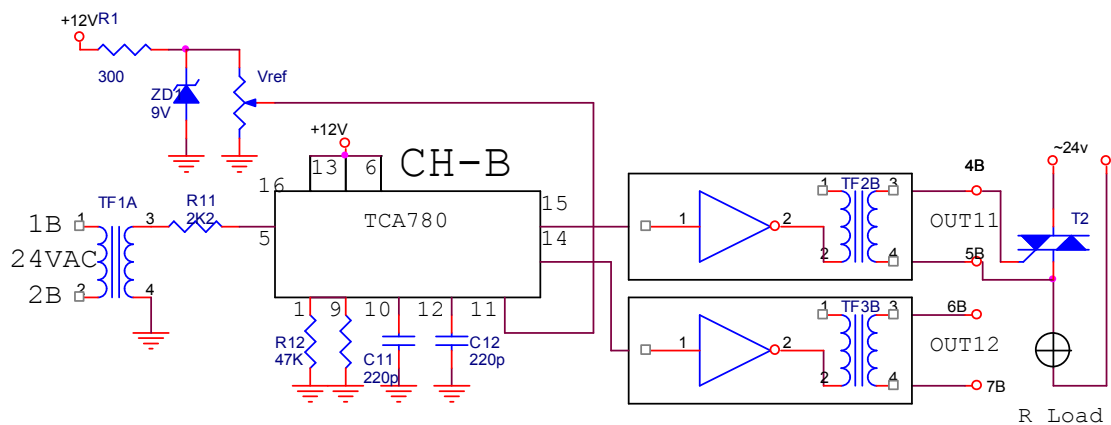 +12V R1
300
ZD1
9V
Vref
+12V
13 6
CH-B
16
15
TCA780
14
5
TF1A
R11
2K2
1B 1 3
24VAC
2B 2 4
1 9 10 12 11
R12
47K
C11
220p
C12
220p
1 TF2B 3
1 2
2 4
4B
OUT11
5B
~24v
T2
1 TF3B 3
1 2
2 4
6B
OUT12
7B
R Load